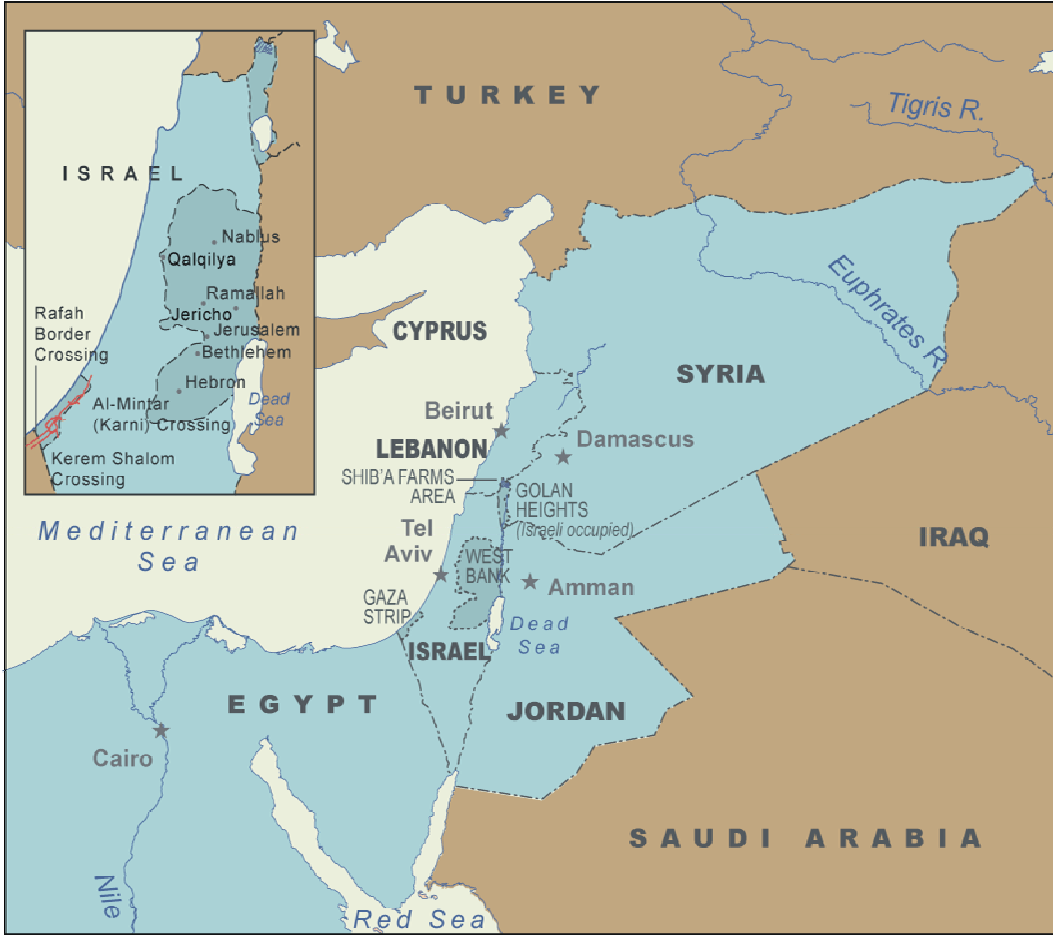 TURKEY
Tigris R.
ISRAEL
Nablus
Qalqilya
Ramallah
Jericho
Jerusalem
Bethlehem
Hebron
Dead
Sea
Rafah
Border
Crossing
Al-Mintar
(Karni) Crossing
Kerem Shalom
Crossing
Euphrates R.
CYPRUS
SYRIA
Beirut
LEBANON
Damascus
SHIB'A FARMS
AREA
GOLAN
HEIGHTS
(Israeli occupied)
Mediterranean
Sea
Tel
Aviv
IRAQ
WEST
BANK
Amman
GAZA
STRIP
Dead
Sea
ISRAEL
EGYPT
JORDAN
Cairo
SAUDI ARABIA
Nile
Red Sea